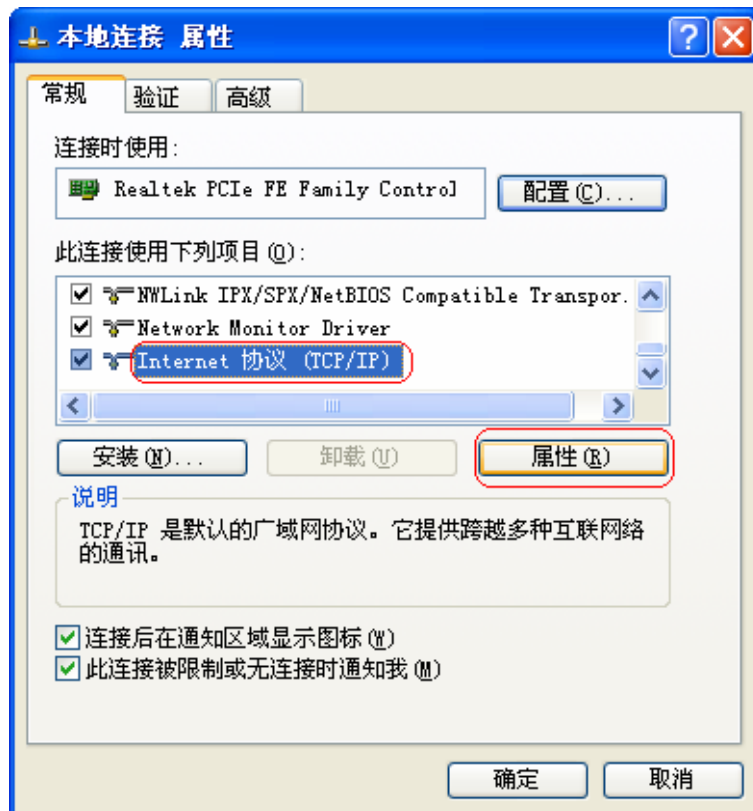 本地连接 属性
常规 验证 高级
连接时使用:
Realtek PCIe FE Family Control
配置(C)...
此连接使用下列项目(O):
NWLink IPX/SPX/NetBIOS Compatible Transpor.
Network Monitor Driver
Internet 协议 (TCP/IP)
安装(N)... 卸载(U) 属性(R)
说明
TCP/IP 是默认的广域网协议。它提供跨越多种互联网络
的通讯。
连接后在通知区域显示图标(W)
此连接被限制或无连接时通知我(M)
确定 取消